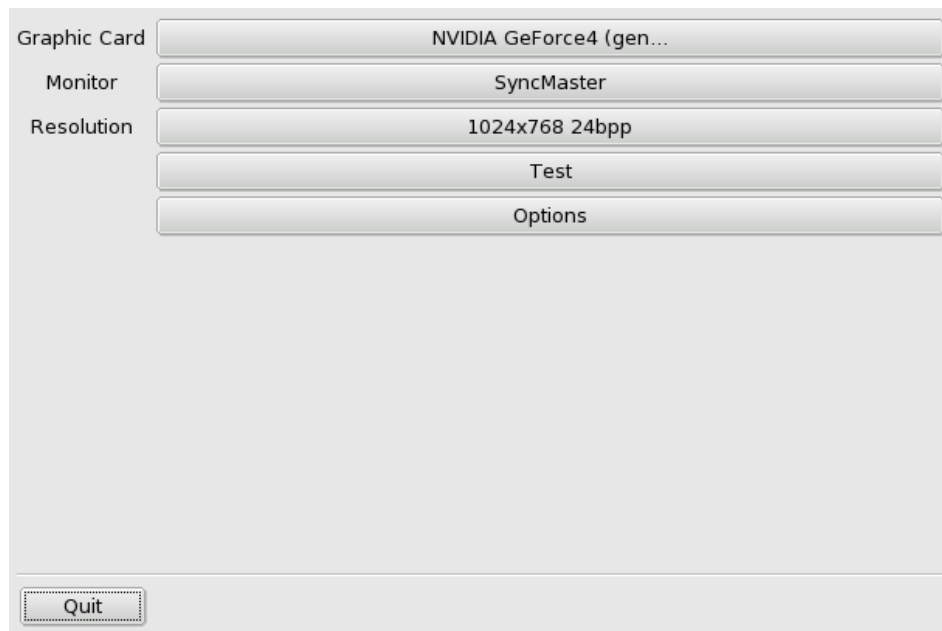 Graphic Card NVIDIA GeForce4 (gen...
Monitor SyncMaster
Resolution 1024x768 24bpp
Test
Options
Quit